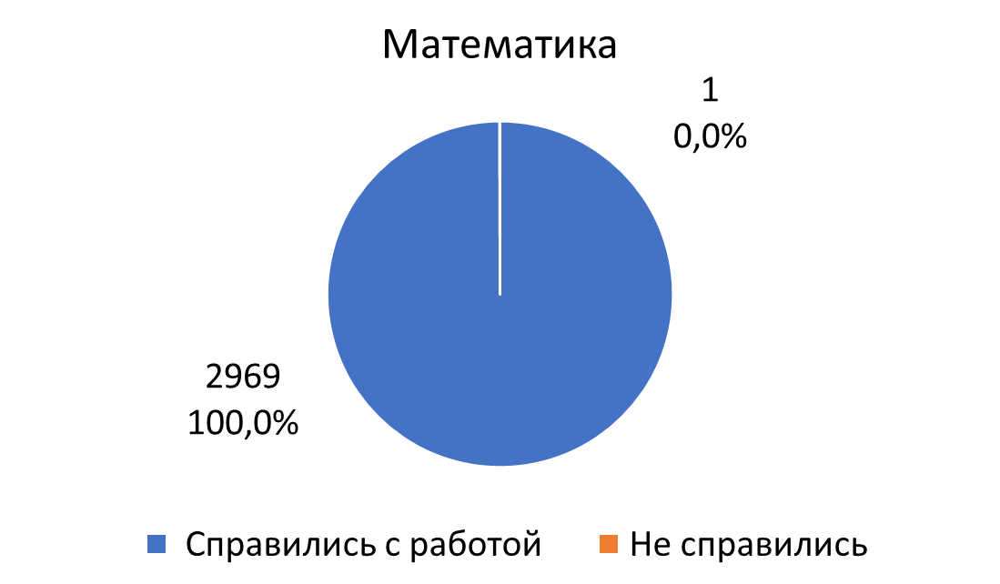 Математика
1
0,0%
2969
100,0%
Справились с работой
Не справились